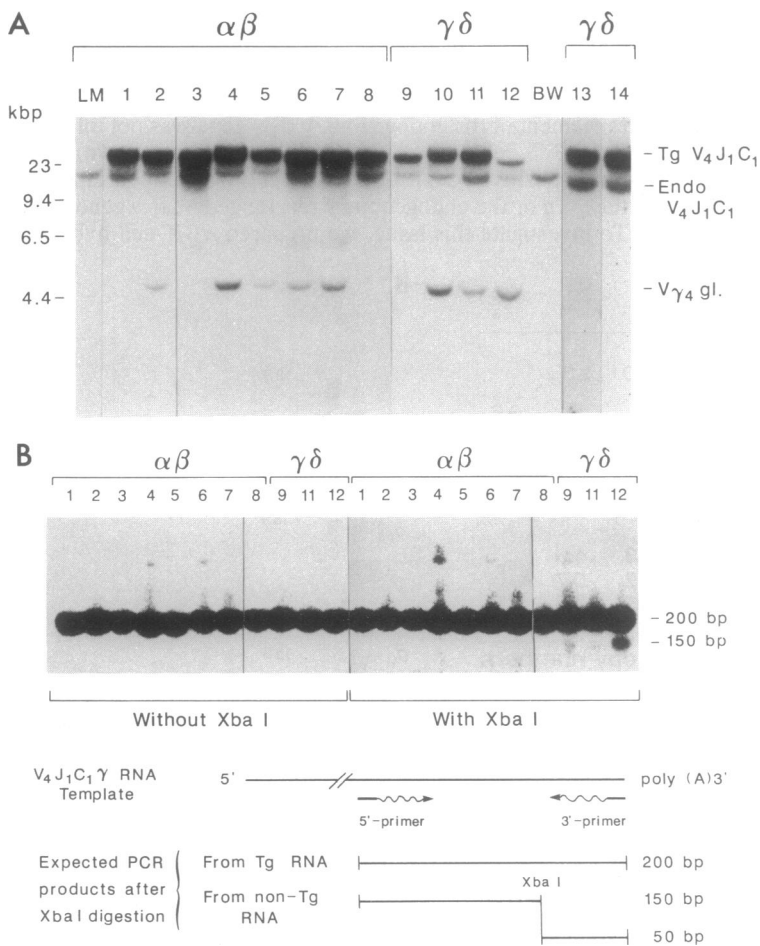 A
αβ γδ γδ
LM 1 2 3 4 5 6 7 8 9 10 11 12 BW 13 14
kbp
23 –
9.4 –
6.5 –
4.4 –
– Tg V4J1C1
– Endo
V4J1C1
– Vγ4 gl.
B
αβ γδ αβ γδ
1 2 3 4 5 6 7 8 9 11 12 1 2 3 4 5 6 7 8 9 11 12
– 200 bp
– 150 bp
Without Xba I With Xba I
V4J1C1γ RNA
Template
5' poly (A)3'
5'-primer 3'-primer
Expected PCR
products after
XbaI digestion
From Tg RNA 200 bp
Xba I
From non-Tg
RNA
150 bp
50 bp